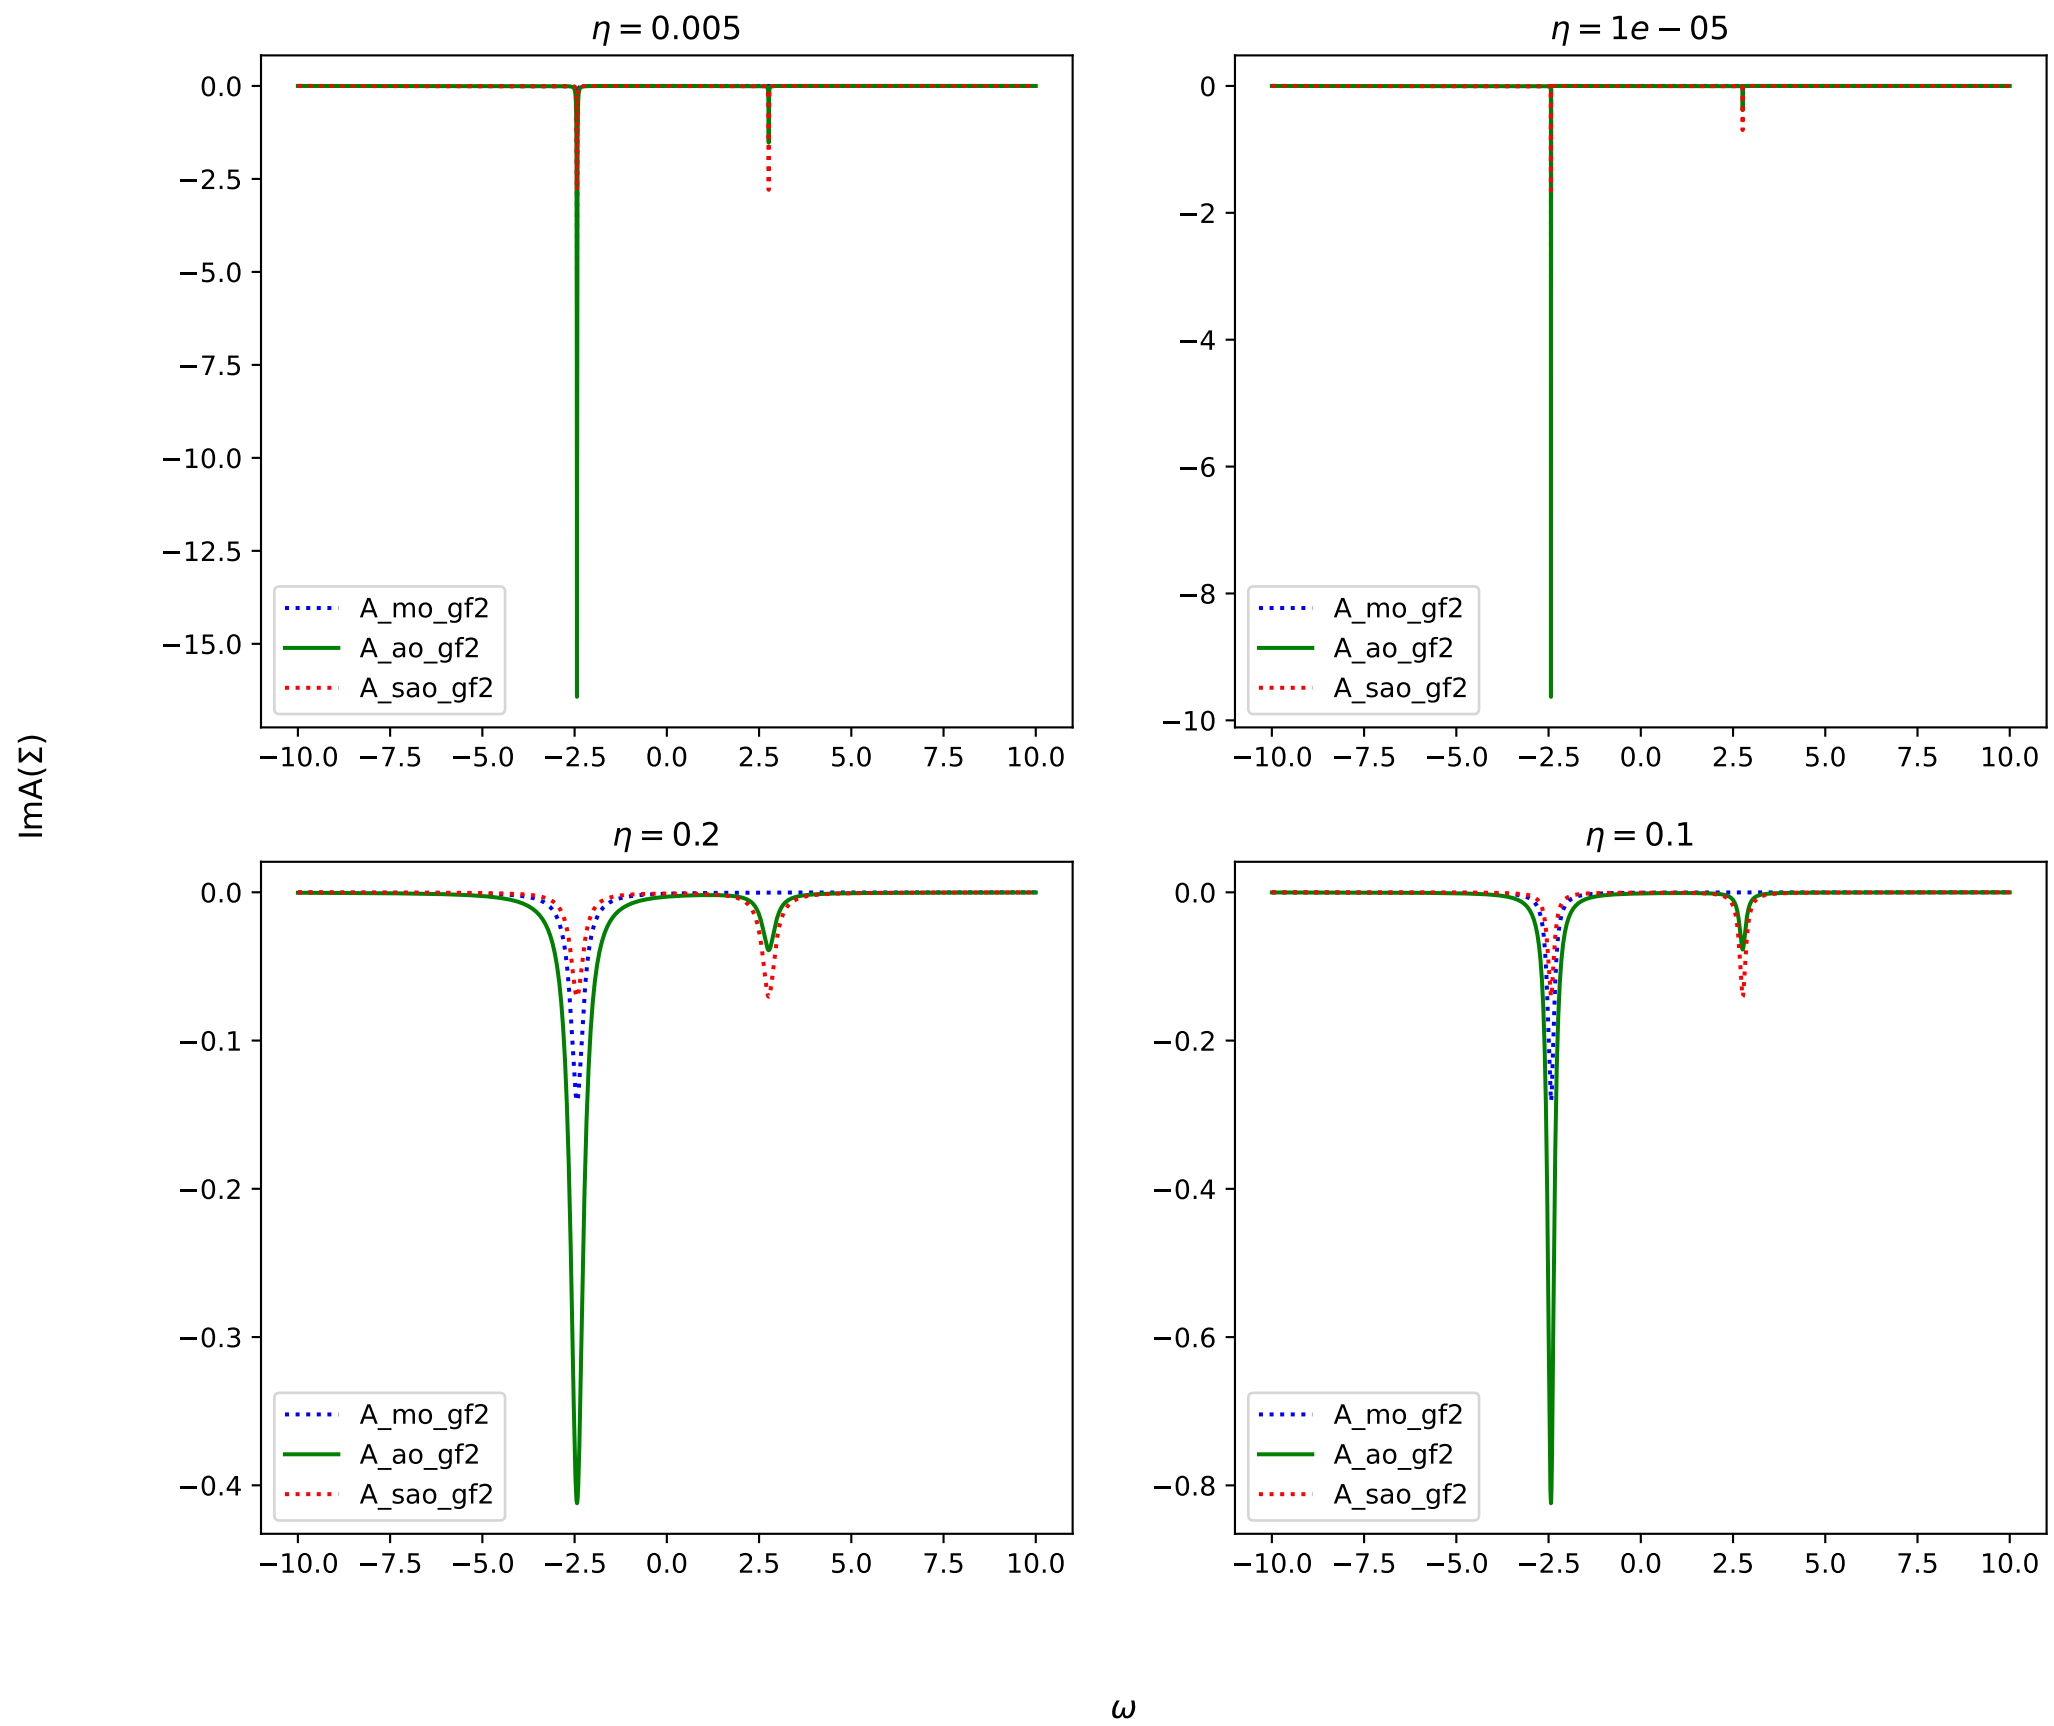 η = 0.005
0.0
−2.5
−5.0
−7.5
−10.0
−12.5
−15.0
A_mo_gf2
A_ao_gf2
A_sao_gf2
−10.0 −7.5 −5.0 −2.5 0.0 2.5 5.0 7.5 10.0
η = 1e − 05
0
−2
−4
−6
−8
−10
A_mo_gf2
A_ao_gf2
A_sao_gf2
−10.0 −7.5 −5.0 −2.5 0.0 2.5 5.0 7.5 10.0
ImA(Σ)
η = 0.2
0.0
−0.1
−0.2
−0.3
−0.4
A_mo_gf2
A_ao_gf2
A_sao_gf2
−10.0 −7.5 −5.0 −2.5 0.0 2.5 5.0 7.5 10.0
η = 0.1
0.0
−0.2
−0.4
−0.6
−0.8
A_mo_gf2
A_ao_gf2
A_sao_gf2
−10.0 −7.5 −5.0 −2.5 0.0 2.5 5.0 7.5 10.0
ω